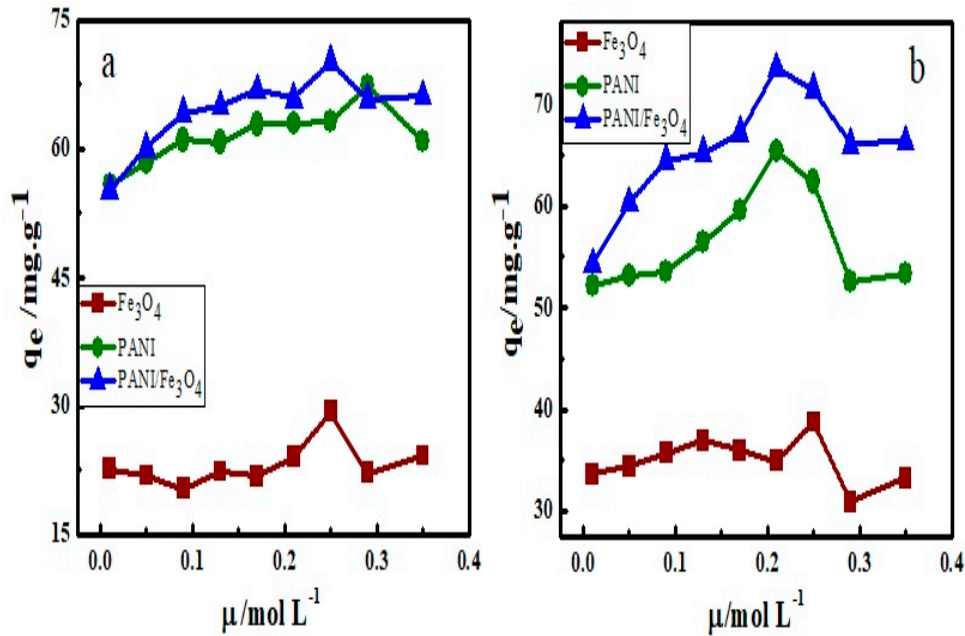 a
75
60
45
30
15
qₑ /mg.g⁻¹
Fe₃O₄
PANI
PANI/Fe₃O₄
0.0 0.1 0.2 0.3 0.4
μ/mol L⁻¹
b
Fe₃O₄
PANI
PANI/Fe₃O₄
70
60
50
40
30
qₑ/mg.g⁻¹
0.0 0.1 0.2 0.3 0.4
μ/mol L⁻¹